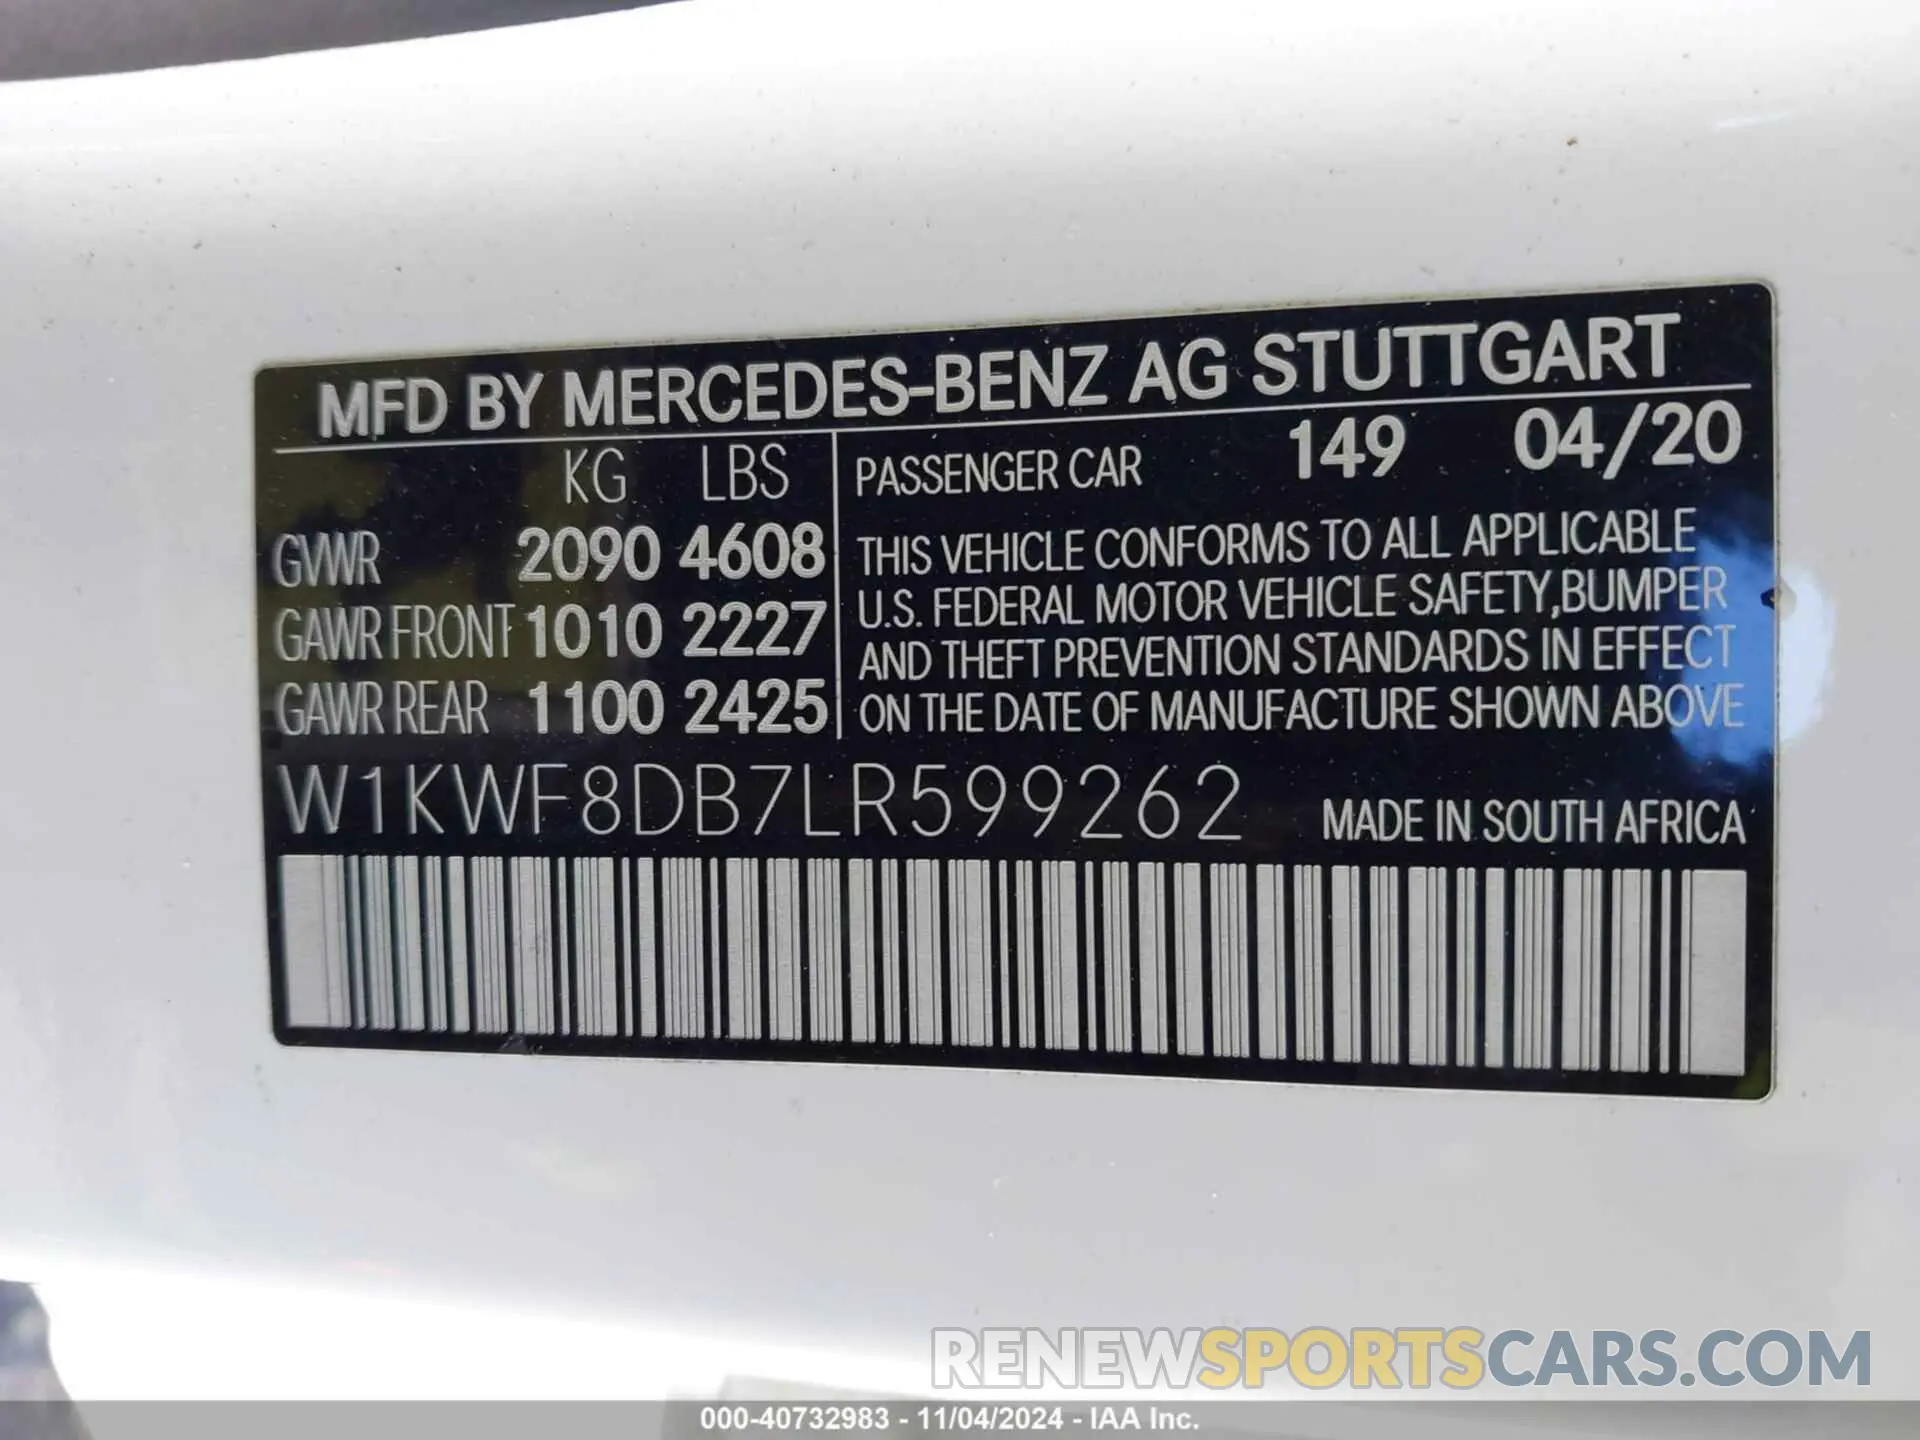 MFD BY MERCEDES-BENZ AG STUTTGART
KG LBS
GVWR 2090 4608
GAWR FRONT 1010 2227
GAWR REAR 1100 2425
PASSENGER CAR 149 04/20
THIS VEHICLE CONFORMS TO ALL APPLICABLE
U.S. FEDERAL MOTOR VEHICLE SAFETY,BUMPER
AND THEFT PREVENTION STANDARDS IN EFFECT
ON THE DATE OF MANUFACTURE SHOWN ABOVE
W1KWF8DB7LR599262 MADE IN SOUTH AFRICA
RENEWSPORTSCARS.COM
000-40732983 - 11/04/2024 - IAA Inc.